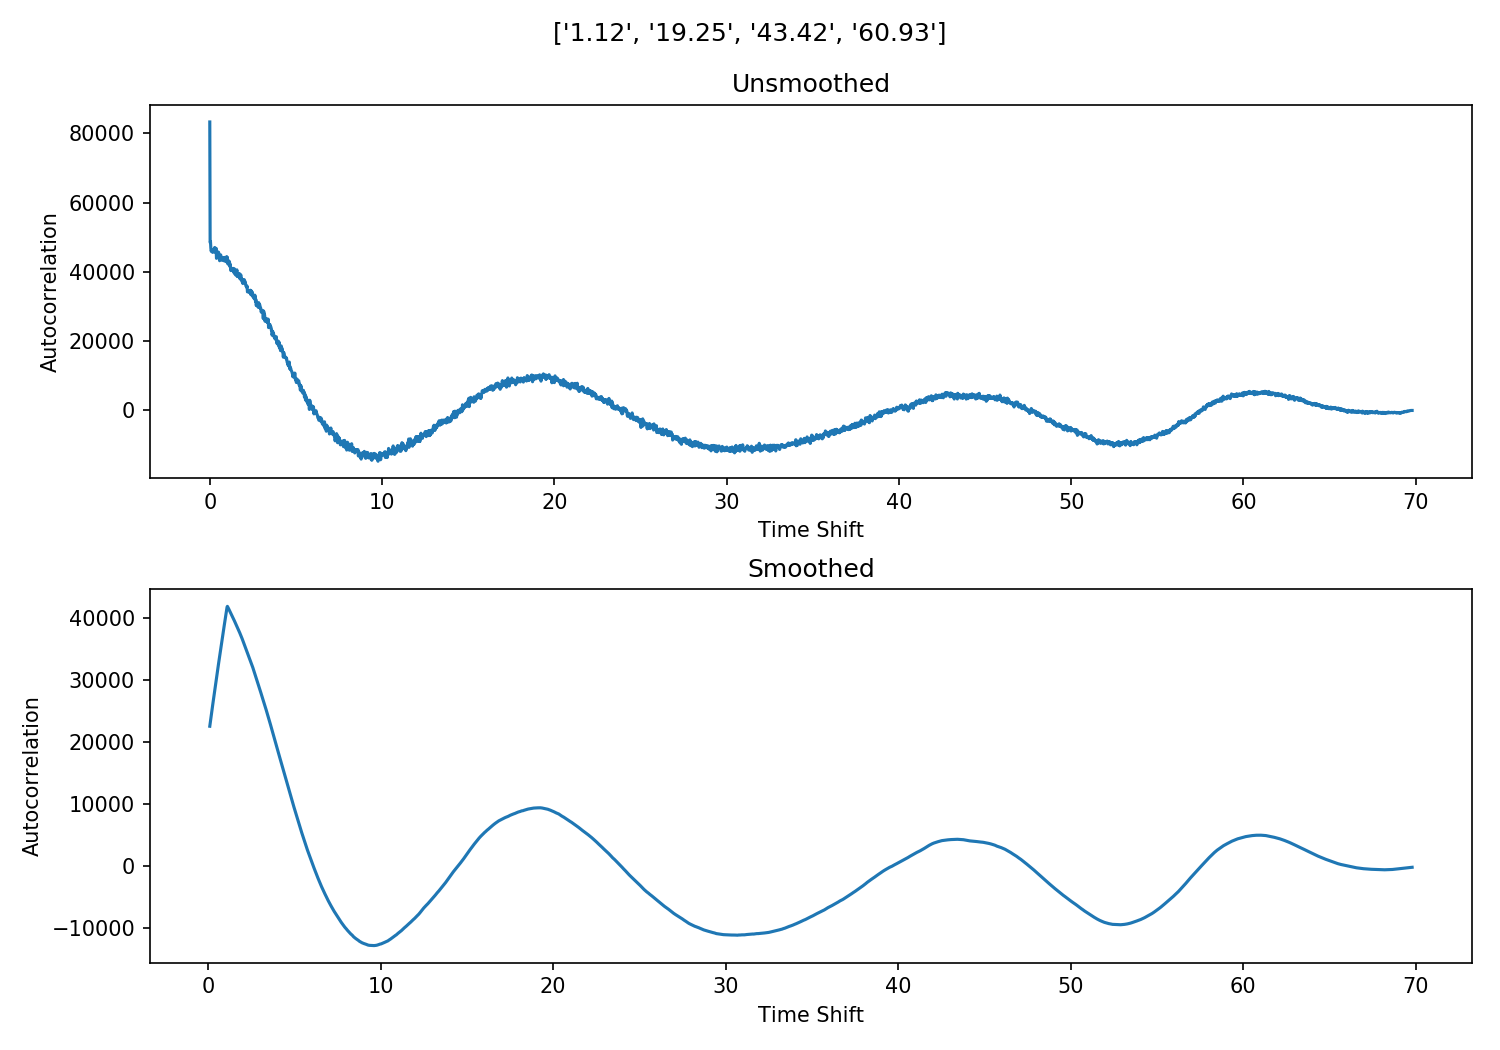 ['1.12', '19.25', '43.42', '60.93']
Unsmoothed
Autocorrelation
80000
60000
40000
20000
0
0 10 20 30 40 50 60 70
Time Shift
Smoothed
Autocorrelation
40000
30000
20000
10000
0
−10000
0 10 20 30 40 50 60 70
Time Shift